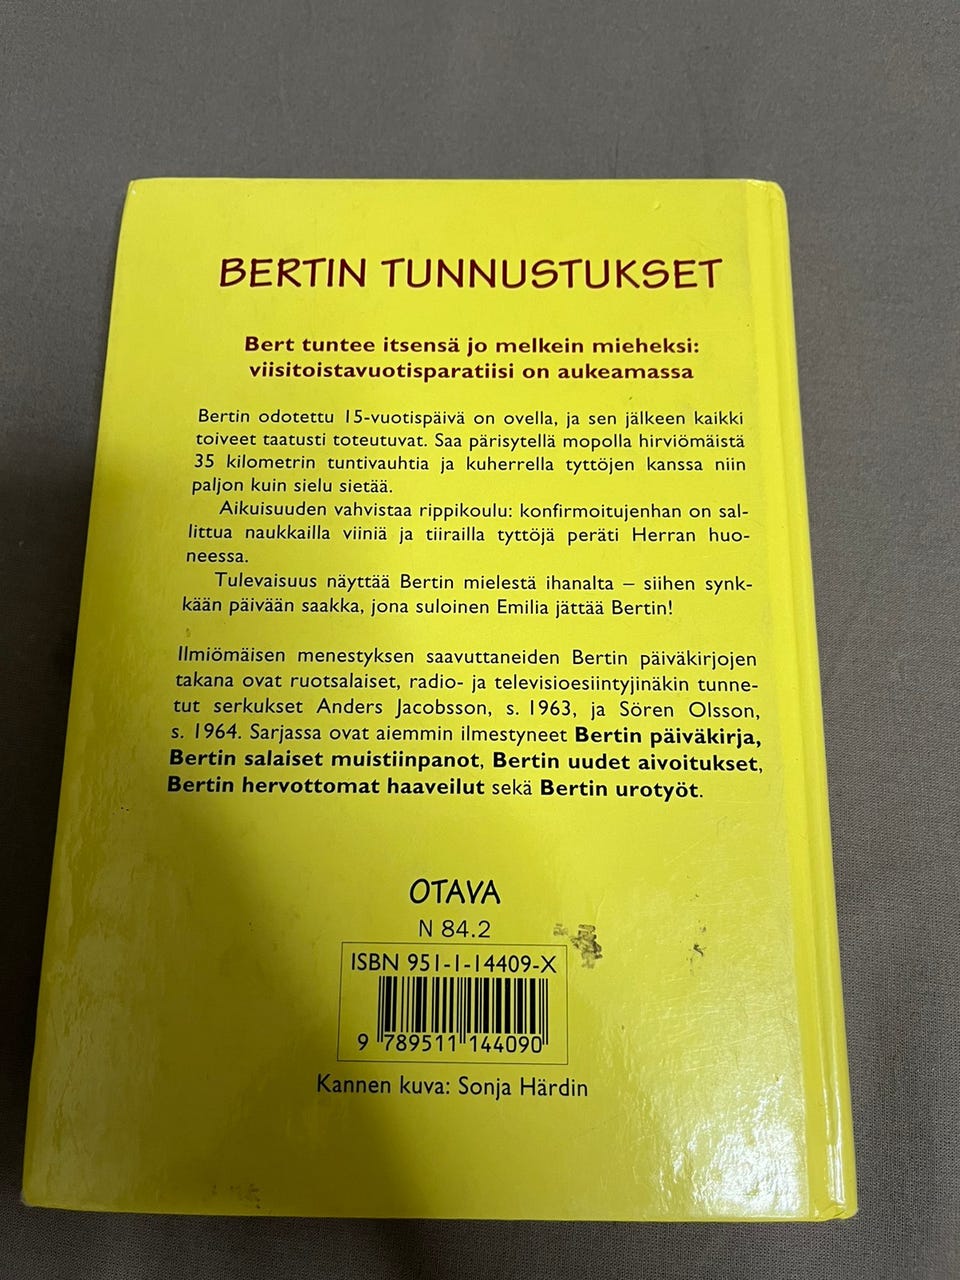 BERTIN TUNNUSTUKSET
Bert tuntee itsensä jo melkein mieheksi:
viisitoistavuotisparatiisi on aukeamassa
Bertin odotettu 15-vuotispäivä on ovella, ja sen jälkeen kaikki
toiveet taatusti toteutuvat. Saa pärisytellä mopolla hirviömäistä
35 kilometrin tuntivauhtia ja kuherrella tyttöjen kanssa niin
paljon kuin sielu sietää.
Aikuisuuden vahvistaa rippikoulu: konfirmoitujenhan on sal-
littua naukkailla viiniä ja tiirailla tyttöjä peräti Herran huo-
neessa.
Tulevaisuus näyttää Bertin mielestä ihanalta – siihen synk-
kään päivään saakka, jona suloinen Emilia jättää Bertin!
Ilmiömäisen menestyksen saavuttaneiden Bertin päiväkirjojen
takana ovat ruotsalaiset, radio- ja televisioesiintyjinäkin tunne-
tut serkukset Anders Jacobsson, s. 1963, ja Sören Olsson,
s. 1964. Sarjassa ovat aiemmin ilmestyneet Bertin päiväkirja,
Bertin salaiset muistiinpanot, Bertin uudet aivoitukset,
Bertin hervottomat haaveilut sekä Bertin urotyöt.
OTAVA
N 84.2
ISBN 951-1-14409-X
9 789511 144090
Kannen kuva: Sonja Härdin